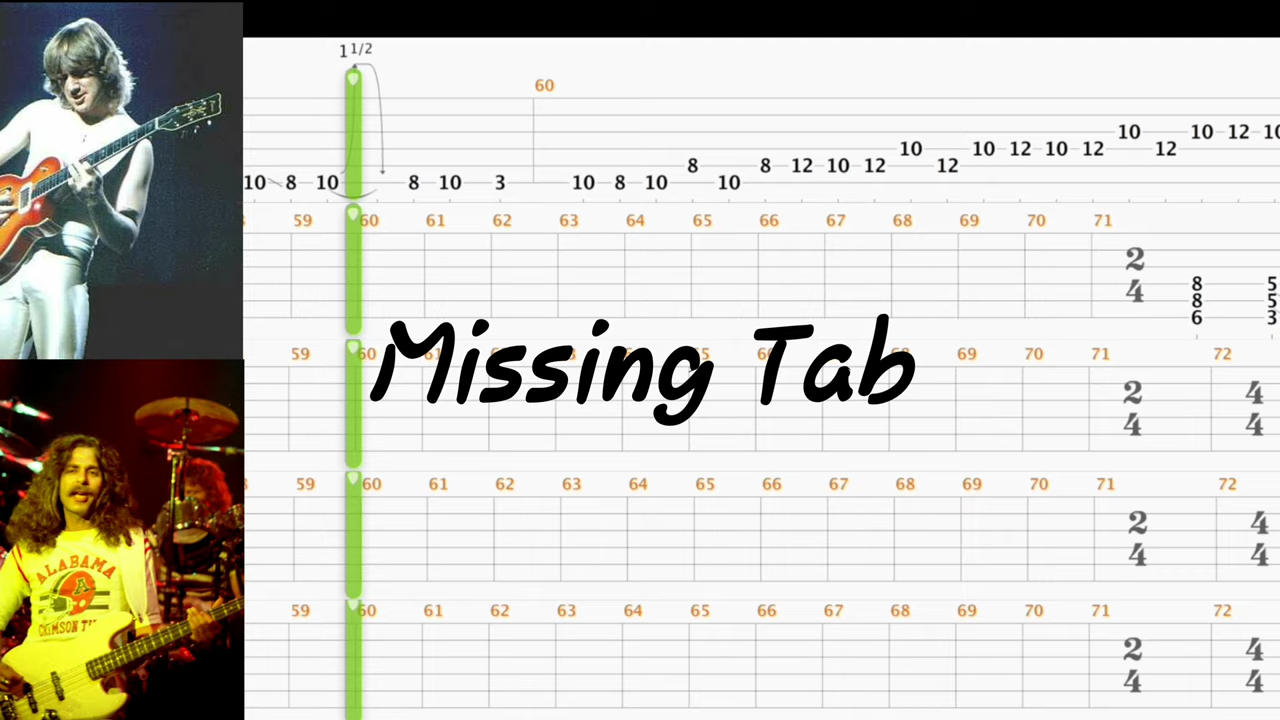 1 1/2
60
10
10 12
10 12 10 12 10
10 12 10 12 12
8 8 12 10 12 12
10 8 10 8 10 3 10 8 10 10
59 60 61 62 63 64 65 66 67 68 69 70 71
2
4
8 5
8 5
6 3
Missing Tab
59 60 61 65 69 70 71 72
2 4
4 4
59 60 61 62 63 64 65 66 67 68 69 70 71 72
2 4
4 4
59 60 61 62 63 64 65 66 67 68 69 70 71 72
2 4
4 4
ALABAMA
A